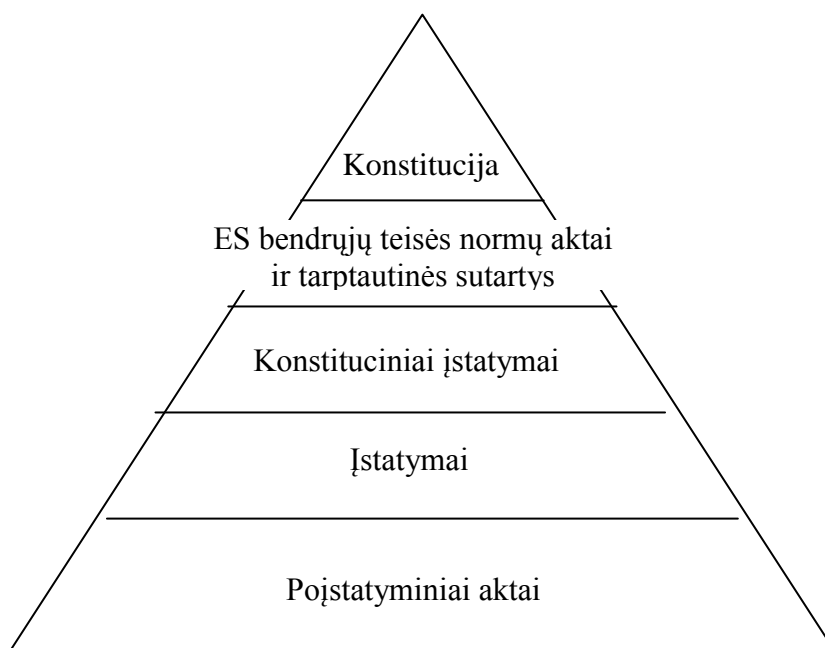 Konstitucija
ES bendrųjų teisės normų aktai
ir tarptautinės sutartys
Konstituciniai įstatymai
Įstatymai
Poįstatyminiai aktai